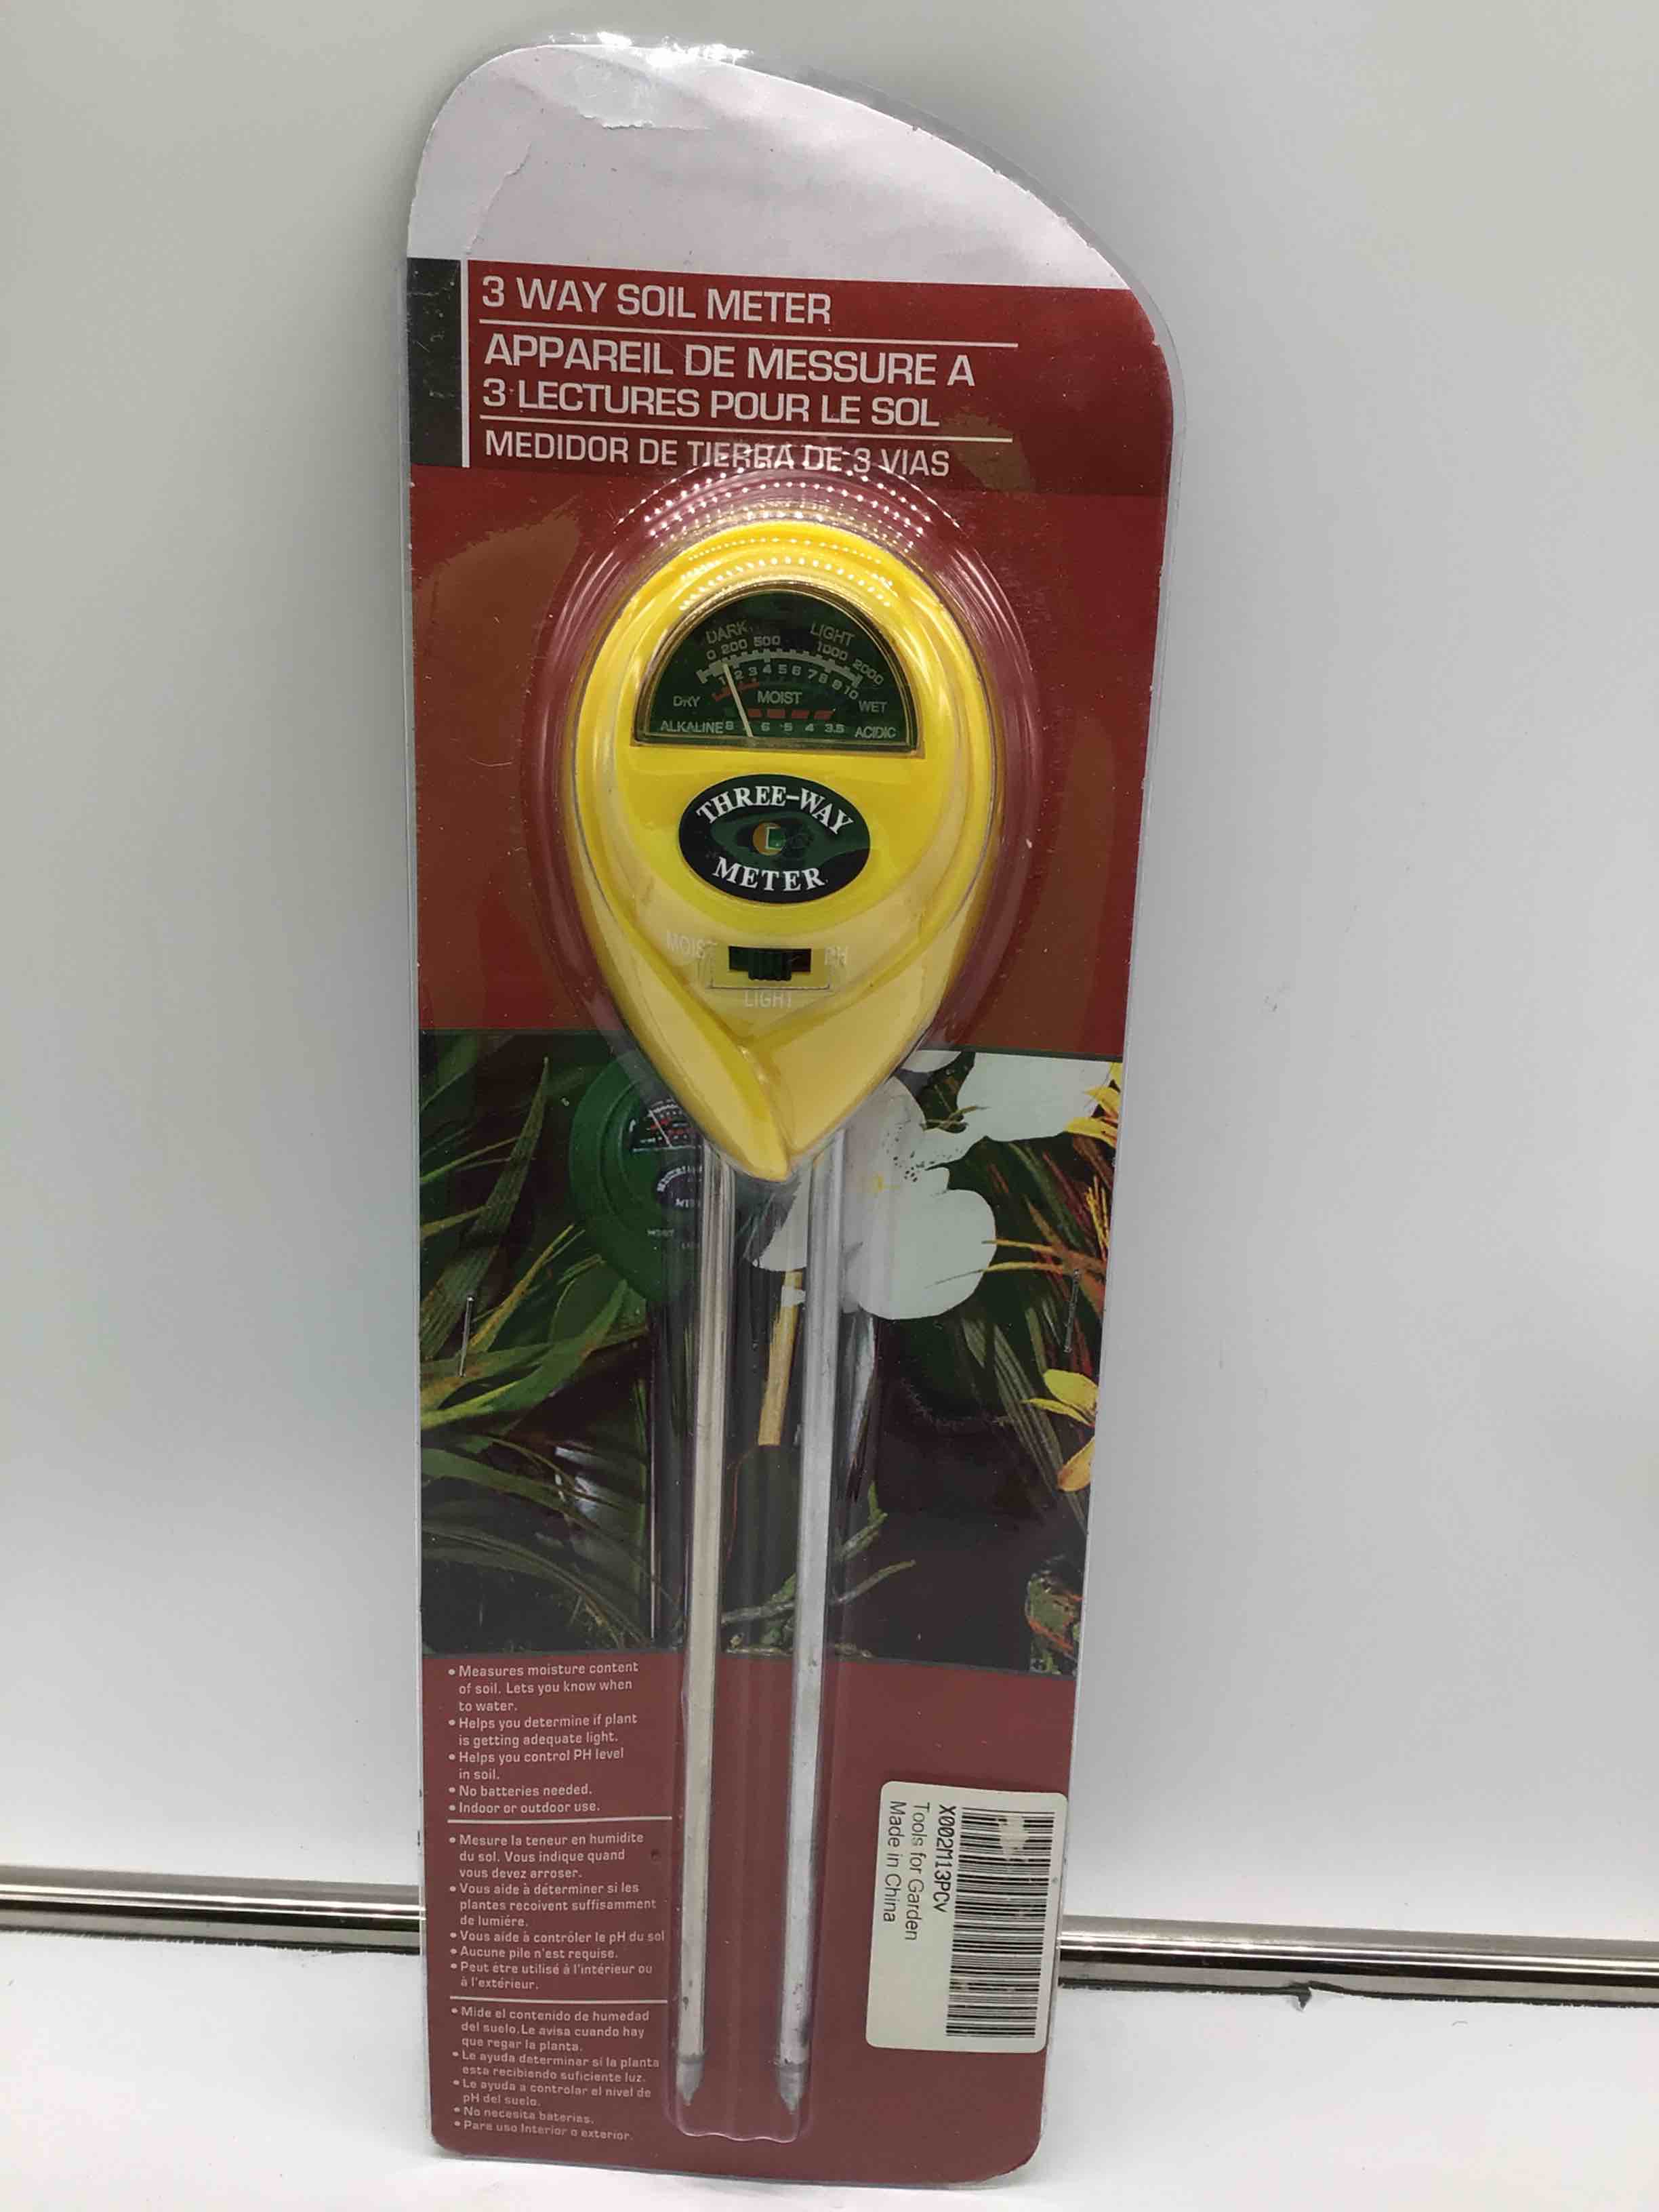 3 WAY SOIL METER
APPAREIL DE MESSURE A
3 LECTURES POUR LE SOL
MEDIDOR DE TIERRA DE 3 VIAS
DARK LIGHT
0 200 500 1000 2000
1 2 3 4 5 6 7 8 9 10
DRY MOIST WET
ALKALINE 8 6 5 4 3.5 ACIDIC
THREE-WAY
METER
MOIST PH
LIGHT
• Measures moisture content
of soil. Lets you know when
to water.
• Helps you determine if plant
is getting adequate light.
• Helps you control PH level
in soil.
• No batteries needed.
• Indoor or outdoor use.
• Mesure la teneur en humidite
du sol. Vous indique quand
vous devez arroser.
• Vous aide à déterminer si les
plantes recoivent suffisamment
de lumiére.
• Vous aide à contrôler le pH du sol
• Aucune pile n'est requise.
• Peut être utilisé à l'intérieur ou
à l'extérieur.
• Mide el contenido de humedad
del suelo.Le avisa cuando hay
que regar la planta.
• Le ayuda determinar si la planta
esta recibiendo suficiente luz.
• Le ayuda a controlar el nivel de
pH del suelo.
• No necesita baterias.
• Para uso Interior o exterior.
X002M13PCV
Tools for Garden
Made in China